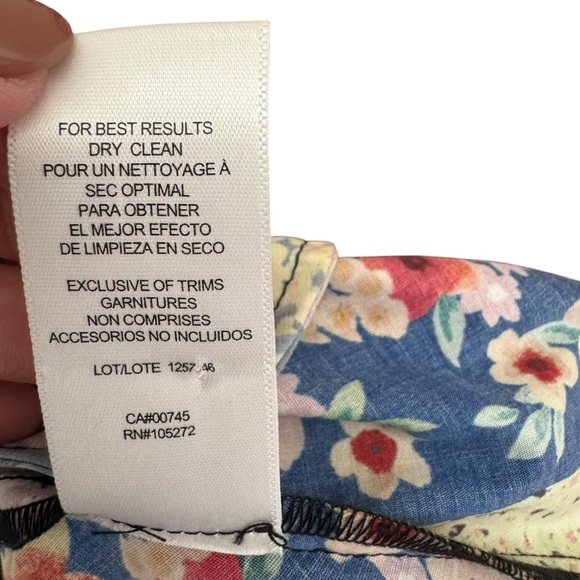 FOR BEST RESULTS
DRY CLEAN
POUR UN NETTOYAGE À
SEC OPTIMAL
PARA OBTENER
EL MEJOR EFECTO
DE LIMPIEZA EN SECO
EXCLUSIVE OF TRIMS
GARNITURES
NON COMPRISES
ACCESORIOS NO INCLUIDOS
LOT/LOTE
CA#00745
RN#105272